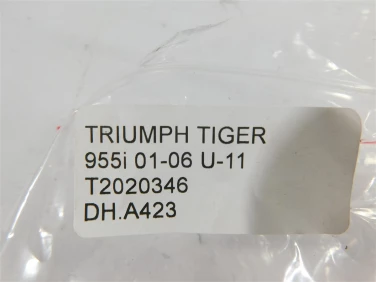 TRIUMPH TIGER
955i 01-06 U-11
T2020346
DH.A423